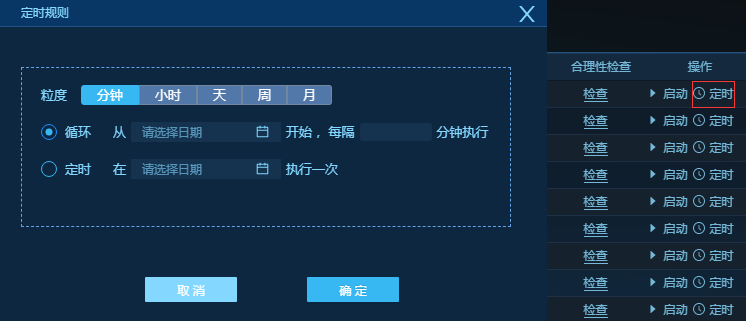 定时规则 X
粒度 分钟 小时 天 周 月
循环 从 请选择日期 开始，每隔 分钟执行
定时 在 请选择日期 执行一次
取消 确定
合理性检查 操作
检查 启动 定时
检查 启动 定时
检查 启动 定时
检查 启动 定时
检查 启动 定时
检查 启动 定时
检查 启动 定时
检查 启动 定时
检查 启动 定时